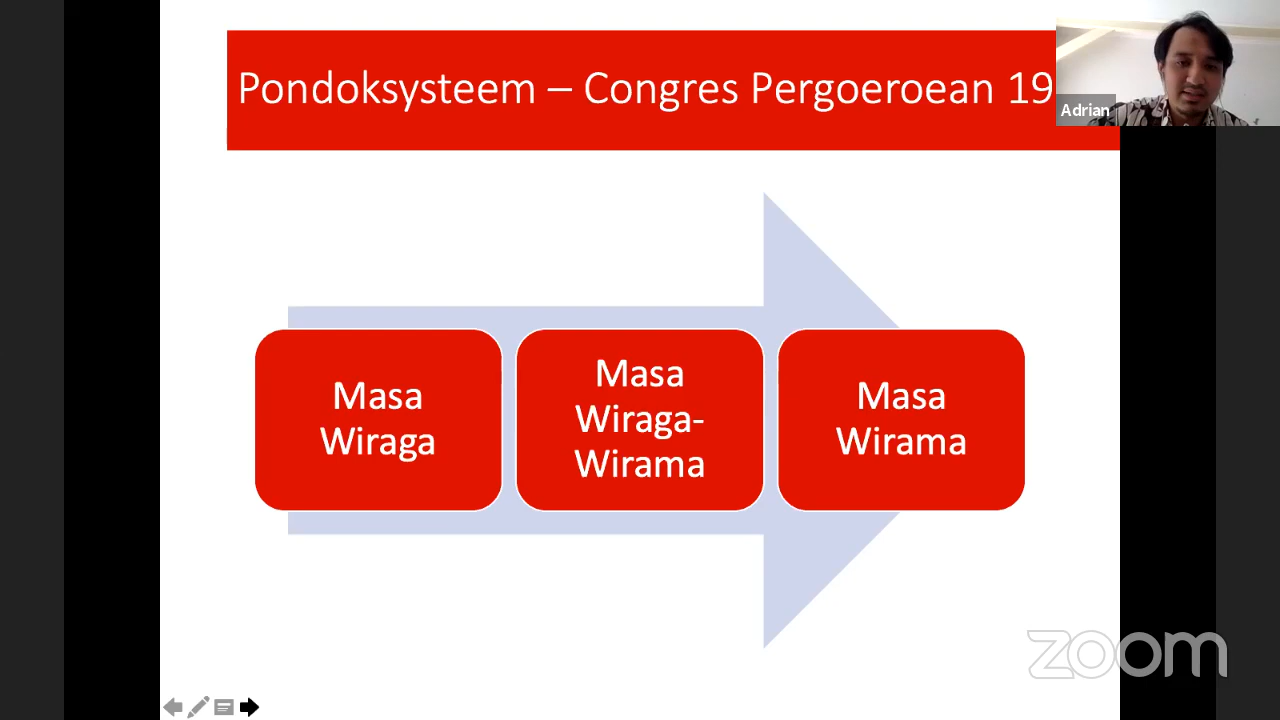 Pondoksysteem – Congres Pergoeroean 19
Adrian
Masa
Wiraga
Masa
Wiraga-
Wirama
Masa
Wirama
zoom